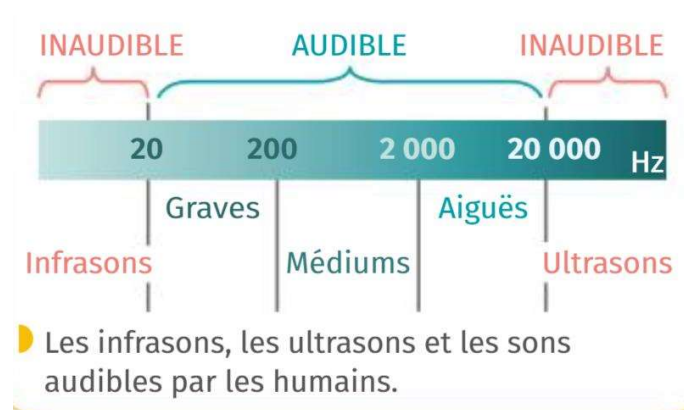 INAUDIBLE AUDIBLE INAUDIBLE
20 200 2 000 20 000 Hz
Graves Aiguës
Infrasons Médiums Ultrasons
Les infrasons, les ultrasons et les sons
audibles par les humains.